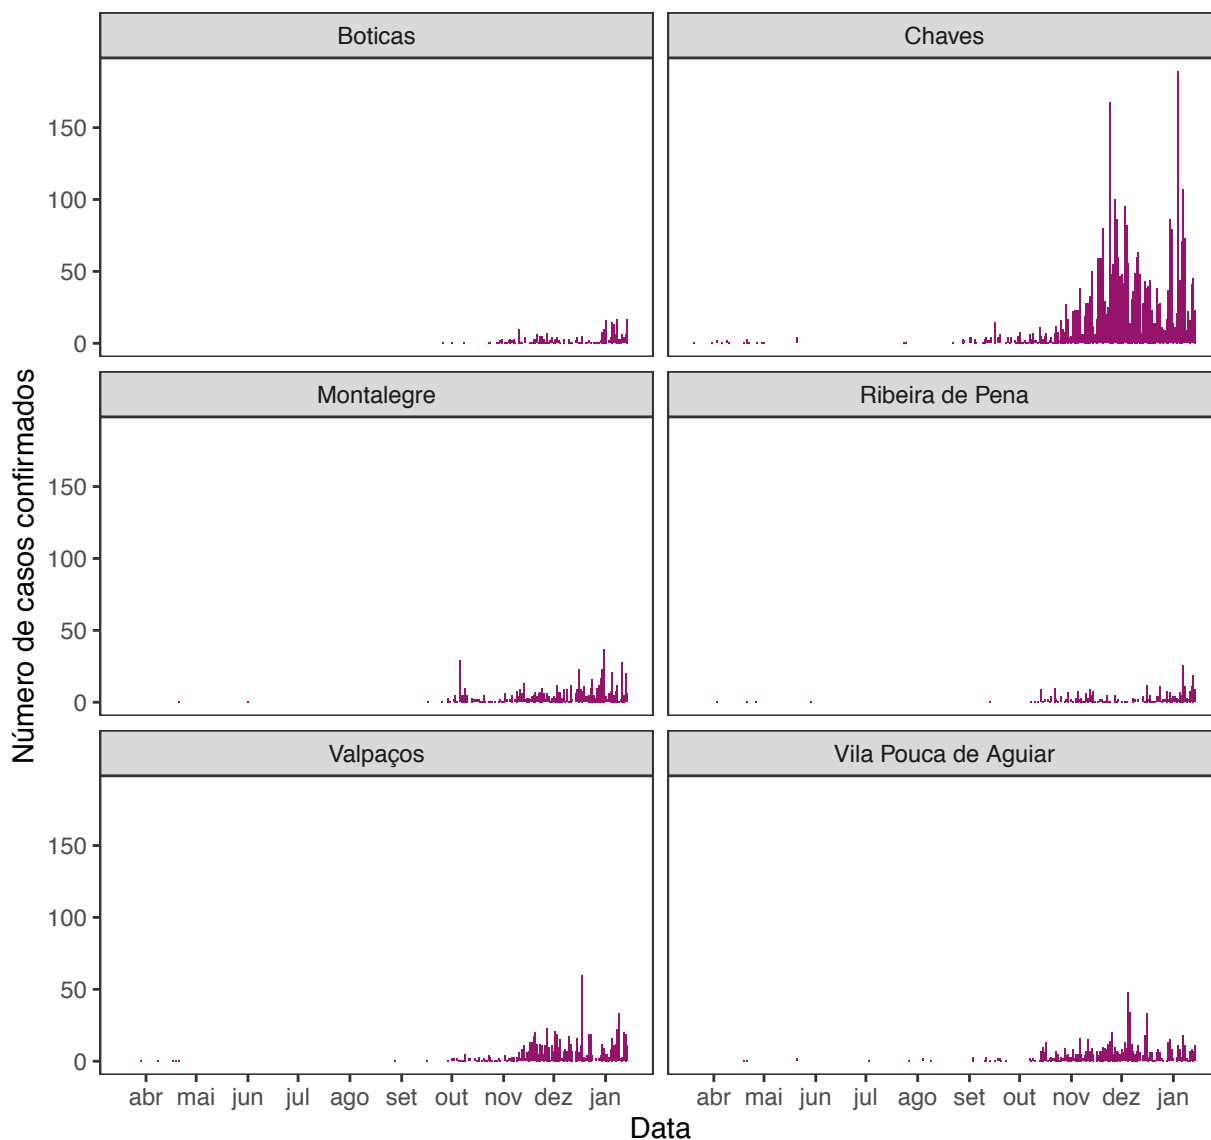 Boticas
Chaves
150
100
50
0
Montalegre
Ribeira de Pena
150
100
50
0
Número de casos confirmados
Valpaços
Vila Pouca de Aguiar
150
100
50
0
abr mai jun jul ago set out nov dez jan
abr mai jun jul ago set out nov dez jan
Data